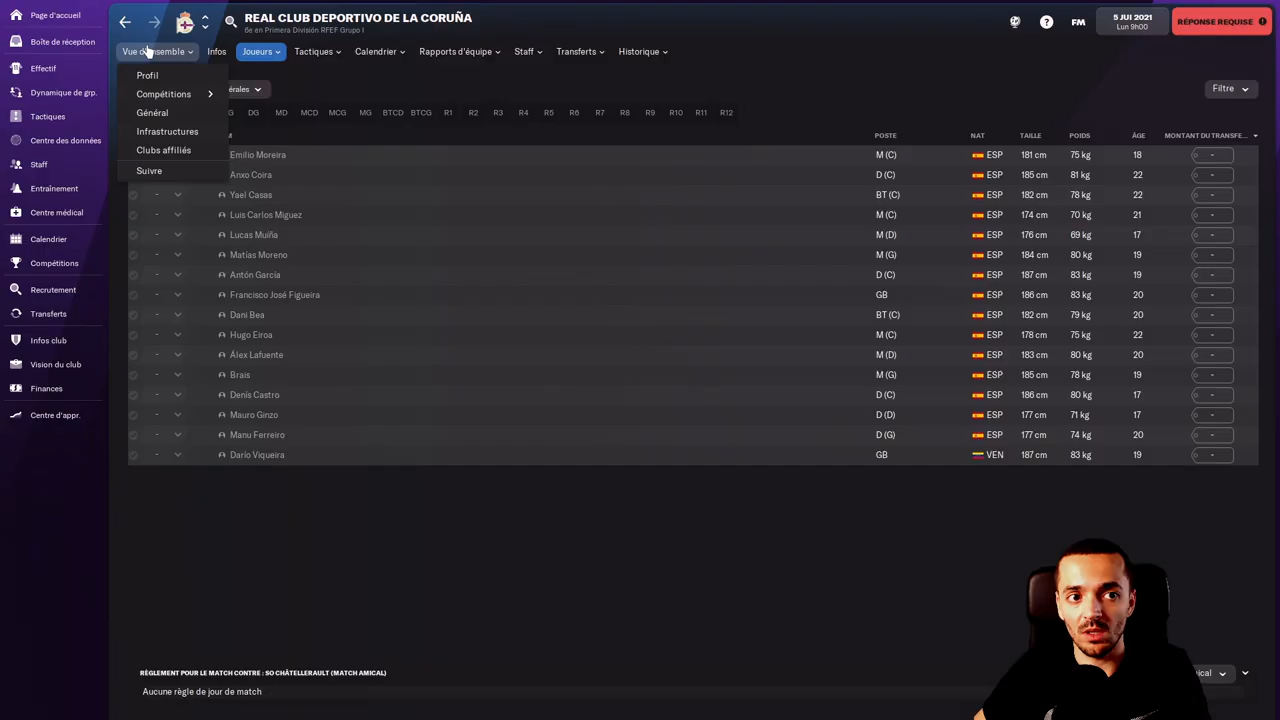 Page d'accueil
Boîte de réception
Effectif
Dynamique de grp.
Tactiques
Centre des données
Staff
Entraînement
Centre médical
Calendrier
Compétitions
Recrutement
Transferts
Infos club
Vision du club
Finances
Centre d'appr.
REAL CLUB DEPORTIVO DE LA CORUÑA
6e en Primera División RFEF Grupo I
FM
5 JUI 2021
Lun 9h00
RÉPONSE REQUISE
Vue d'ensemble Infos Joueurs Tactiques Calendrier Rapports d'équipe Staff Transferts Historique
Profil
Compétitions
Général
Infrastructures
Clubs affiliés
Suivre
Filtre
DG MD MCD MCG MG BTCD BTCG R1 R2 R3 R4 R5 R6 R7 R8 R9 R10 R11 R12
POSTE NAT TAILLE POIDS ÂGE MONTANT DU TRANSFE...
Emilio Moreira M (C) ESP 181 cm 75 kg 18 -
Anxo Coira D (C) ESP 185 cm 81 kg 22 -
- Yael Casas BT (C) ESP 182 cm 78 kg 22 -
- Luis Carlos Míguez M (C) ESP 174 cm 70 kg 21 -
- Lucas Muíña M (D) ESP 176 cm 69 kg 17 -
- Matías Moreno M (G) ESP 184 cm 80 kg 19 -
- Antón García D (C) ESP 187 cm 83 kg 19 -
- Francisco José Figueira GB ESP 186 cm 83 kg 20 -
- Dani Bea BT (C) ESP 182 cm 79 kg 20 -
- Hugo Eiroa M (C) ESP 178 cm 75 kg 22 -
- Álex Lafuente M (D) ESP 183 cm 80 kg 20 -
- Brais M (G) ESP 185 cm 78 kg 19 -
- Denís Castro D (C) ESP 186 cm 80 kg 17 -
- Mauro Ginzo D (D) ESP 177 cm 71 kg 17 -
- Manu Ferreiro D (G) ESP 177 cm 74 kg 20 -
- Darío Viqueira GB VEN 187 cm 83 kg 19 -
RÈGLEMENT POUR LE MATCH CONTRE : SO CHÂTELLERAULT (MATCH AMICAL)
Aucune règle de jour de match